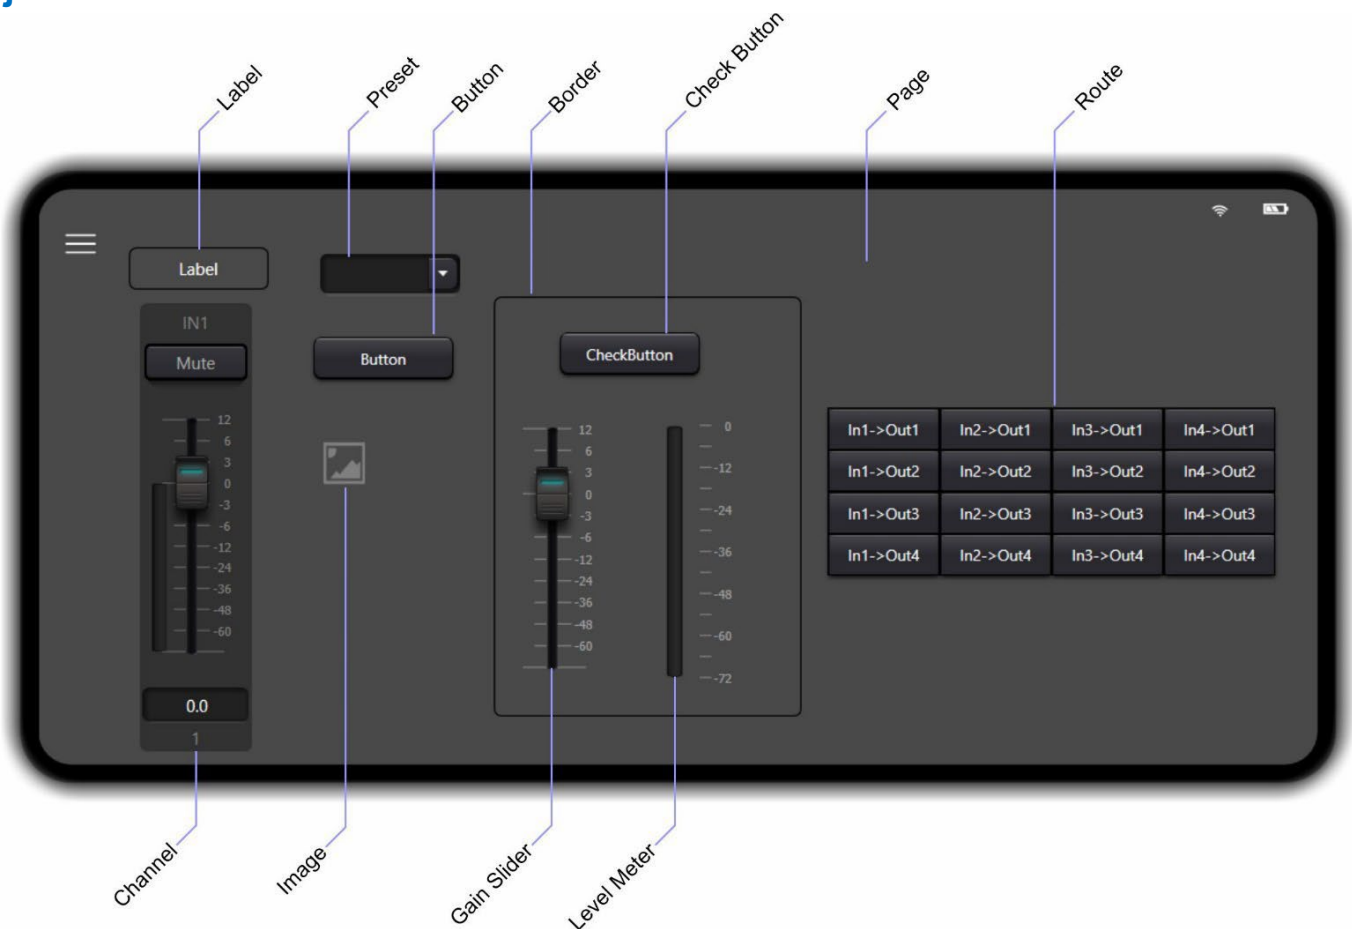 Label
Preset
Button
Border
Check Button
Page
Route
Label
IN1
Mute
12
6
3
0
-3
-6
-12
-24
-36
-48
-60
0.0
1
Button
CheckButton
12
6
3
0
-3
-6
-12
-24
-36
-48
-60
0
-12
-24
-36
-48
-60
-72
In1->Out1 In2->Out1 In3->Out1 In4->Out1
In1->Out2 In2->Out2 In3->Out2 In4->Out2
In1->Out3 In2->Out3 In3->Out3 In4->Out3
In1->Out4 In2->Out4 In3->Out4 In4->Out4
Channel
Image
Gain Slider
Level Meter